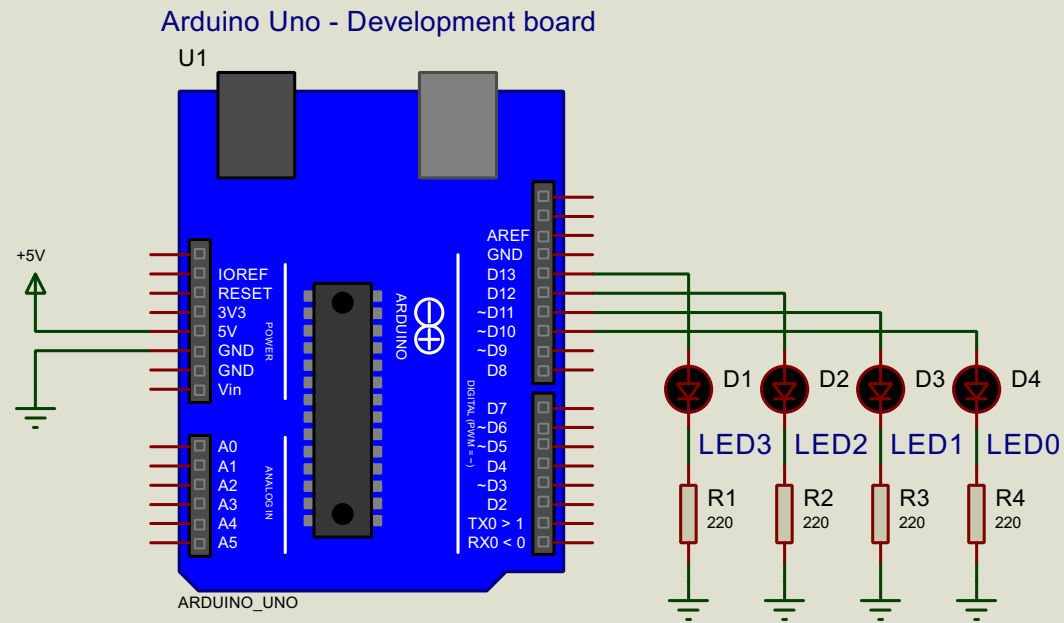 Arduino Uno - Development board
U1
+5V
IOREF
RESET
3V3
5V
GND
GND
Vin
POWER
A0
A1
A2
A3
A4
A5
ANALOG IN
ARDUINO
AREF
GND
D13
D12
~D11
~D10
~D9
D8
D7
~D6
~D5
D4
~D3
D2
TX0 > 1
RX0 < 0
DIGITAL (PWM = ~)
ARDUINO_UNO
D1
D2
D3
D4
LED3
LED2
LED1
LED0
R1
220
R2
220
R3
220
R4
220